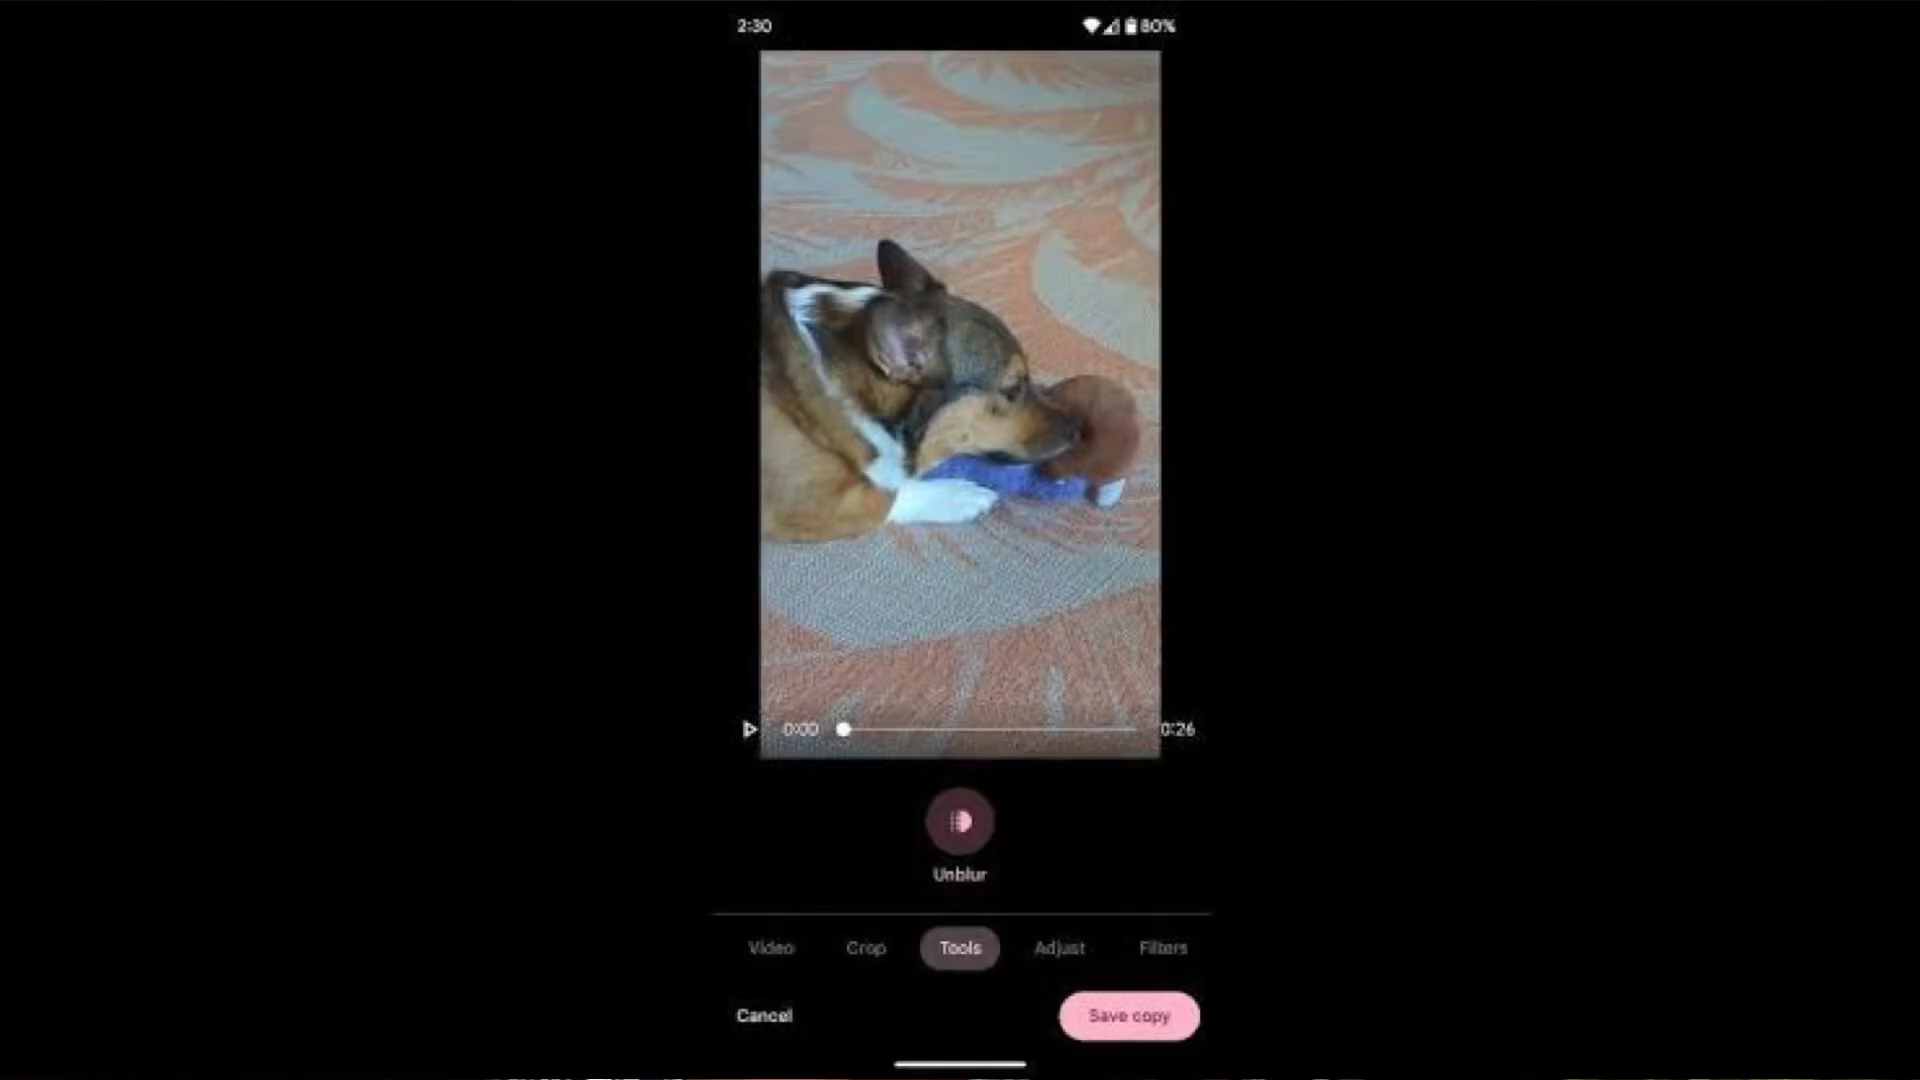 2:30
80%
0:00
0:26
Unblur
Video Crop Tools Adjust Filters
Cancel
Save copy